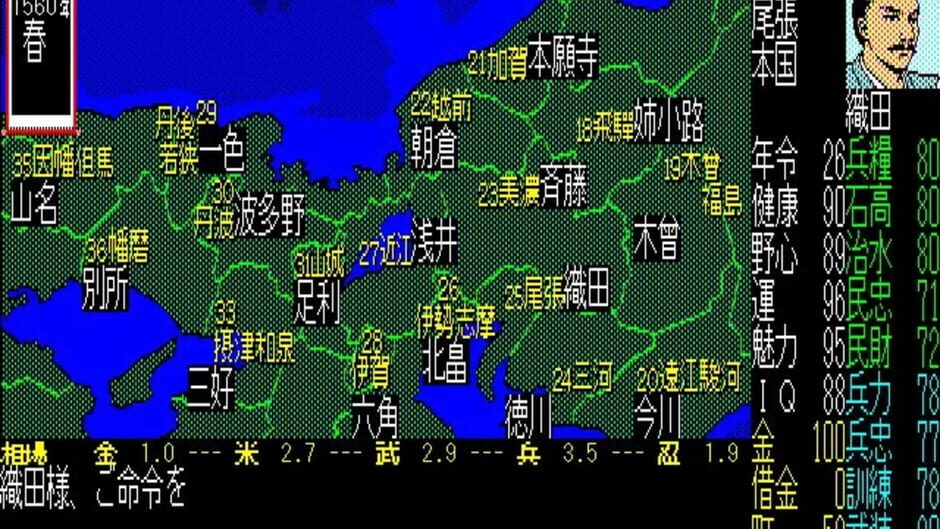 1560年
春
尾張
本国
織田
21加賀 本願寺
22越前
朝倉
18飛騨 姉小路
19木曾
福島
木曾
丹後 29
若狭 一色
35因幡但馬
山名
30
丹波 波多野
23美濃 斉藤
36幡磨
別所
31山城
足利
27近江 浅井
25尾張 織田
26
伊勢志摩
北畠
33
摂津和泉
三好
28
伊賀
六角
24三河
徳川
20遠江駿河
今川
年令 26 兵糧 80
健康 90 石高 80
野心 89 治水 80
運 96 民忠 71
魅力 95 民財 72
IQ 88 兵力 78
金 100 兵忠 77
借金 0 訓練 78
相場 金 1.0 --- 米 2.7 --- 武 2.9 --- 兵 3.5 --- 忍 1.9
織田様、ご命令を